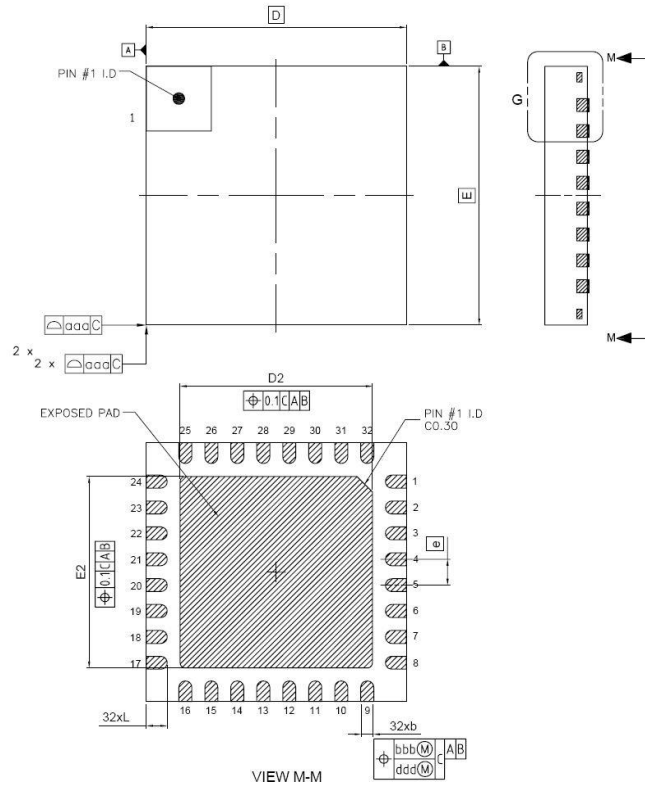 D
A
B
M
PIN #1 I.D
G
1
E
aaa C
2 x
2 x aaa C
M
D2
0.1 C A B
EXPOSED PAD
PIN #1 I.D
C0.30
25 26 27 28 29 30 31 32
24 1
23 2
22 3
21 4
e
20 5
19 6
18 7
17 8
E2
0.1 C A B
16 15 14 13 12 11 10 9
32xL
32xb
bbb Ⓜ C A B
ddd Ⓜ
VIEW M-M